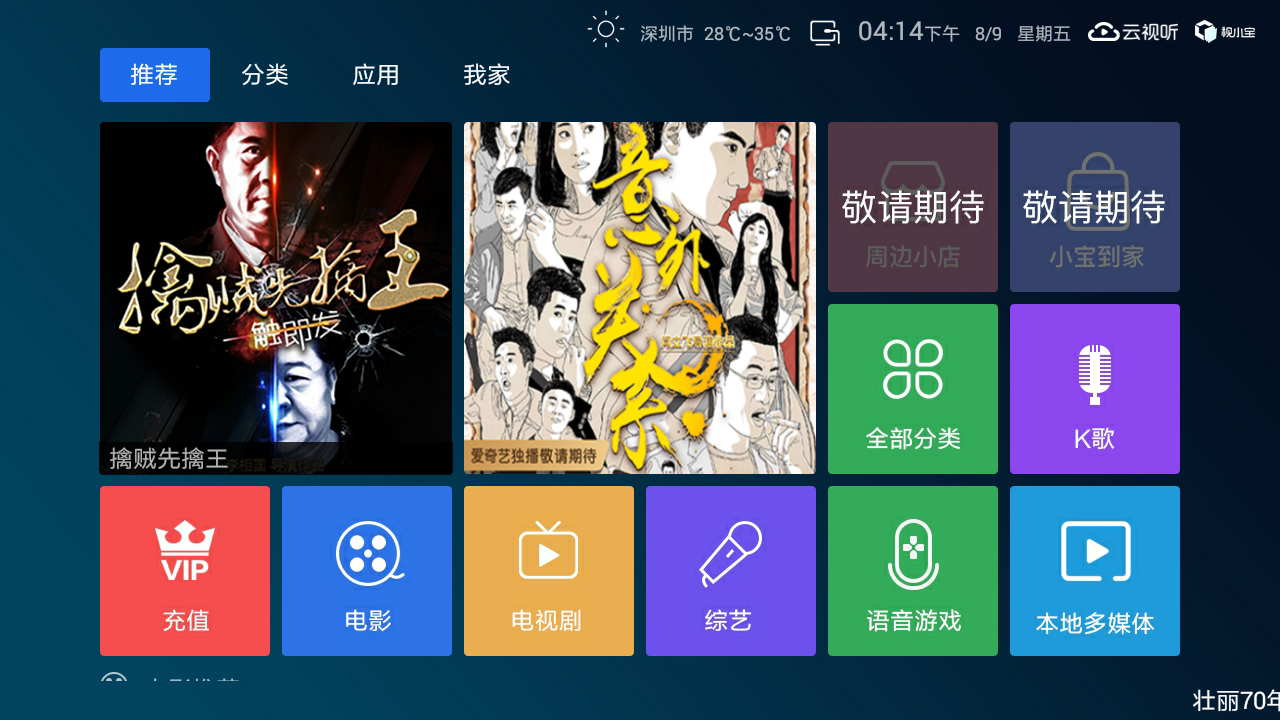 深圳市 28℃~35℃ 04:14下午 8/9 星期五 云视听 视小宝
推荐 分类 应用 我家
擒贼先擒王
一触即发
擒贼先擒王
意外关系
爱奇艺独播敬请期待
敬请期待
周边小店
敬请期待
小宝到家
全部分类
K歌
VIP
充值
电影
电视剧
综艺
语音游戏
本地多媒体
壮丽70年